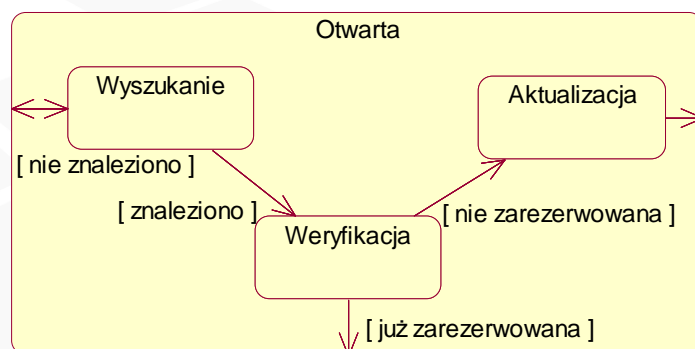 Otwarta
Wyszukanie
Aktualizacja
[ nie znaleziono ]
[ znaleziono ]
[ nie zarezerwowana ]
Weryfikacja
[ już zarezerwowana ]